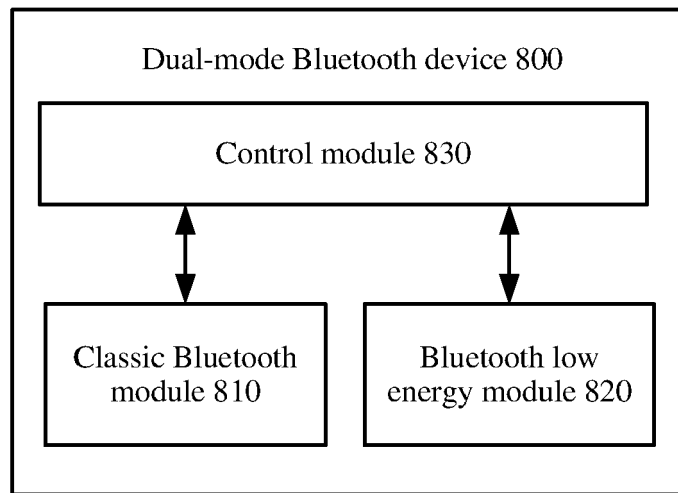 Dual-mode Bluetooth device 800
Control module 830
Classic Bluetooth
module 810
Bluetooth low
energy module 820